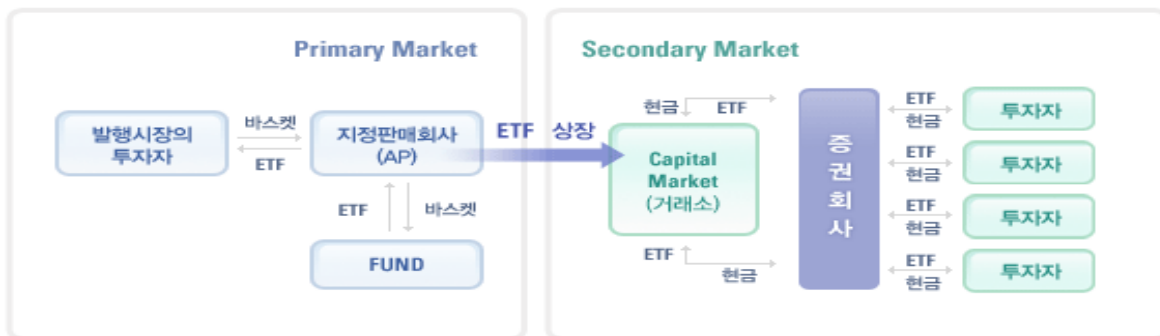 Primary Market
발행시장의
투자자
바스켓
ETF
지정판매회사
(AP)
ETF
바스켓
FUND
ETF 상장
Secondary Market
현금
ETF
Capital
Market
(거래소)
ETF
현금
증
권
회
사
ETF
현금
투자자
ETF
현금
투자자
ETF
현금
투자자
ETF
현금
투자자